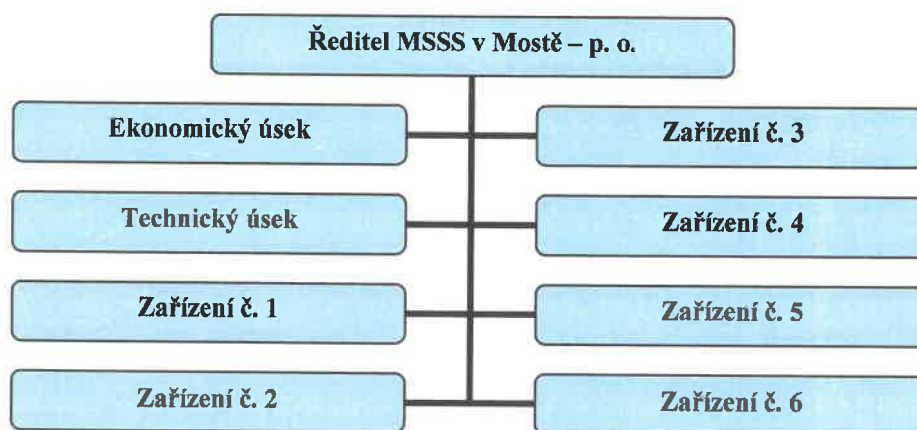 Ředitel MSSS v Mostě – p. o.
Ekonomický úsek
Technický úsek
Zařízení č. 1
Zařízení č. 2
Zařízení č. 3
Zařízení č. 4
Zařízení č. 5
Zařízení č. 6